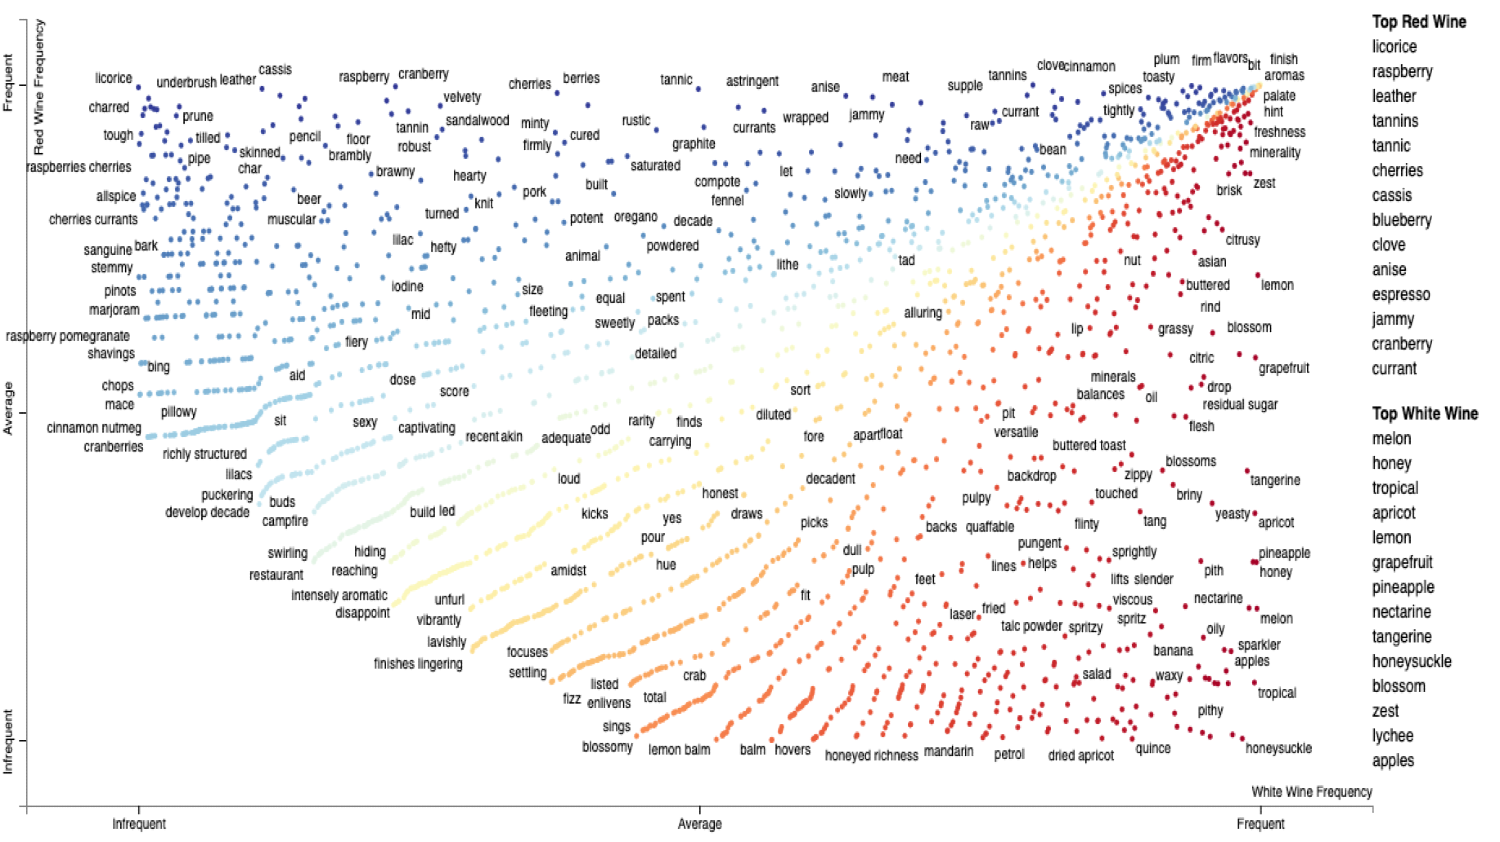 Top Red Wine
licorice
raspberry
leather
tannins
tannic
cherries
cassis
blueberry
clove
anise
espresso
jammy
cranberry
currant
Top White Wine
melon
honey
tropical
apricot
lemon
grapefruit
pineapple
nectarine
tangerine
honeysuckle
blossom
zest
lychee
apples
Red Wine Frequency
Frequent
Average
Infrequent
White Wine Frequency
Infrequent
Average
Frequent
licorice
underbrush
leather
cassis
raspberry
cranberry
cherries
berries
tannic
astringent
anise
meat
supple
tannins
clove
cinnamon
plum
toasty
firm
flavors
bit
finish
aromas
spices
palate
hint
charred
prune
velvety
sandalwood
minty
rustic
currants
wrapped
jammy
raw
currant
tightly
freshness
tough
tilled
pencil
floor
tannin
robust
firmly
cured
graphite
minerality
pipe
skinned
brambly
bean
need
raspberries cherries
char
brawny
hearty
saturated
let
zest
brisk
allspice
beer
knit
pork
built
compote
fennel
slowly
cherries currants
muscular
turned
potent
oregano
decade
citrusy
sanguine
bark
lilac
hefty
animal
powdered
lithe
tad
nut
asian
stemmy
pinots
iodine
size
equal
spent
buttered
lemon
marjoram
mid
fleeting
sweetly
packs
alluring
rind
lip
grassy
blossom
raspberry pomegranate
fiery
shavings
bing
detailed
citric
grapefruit
chops
aid
dose
score
sort
minerals
balances
oil
drop
residual sugar
mace
pillowy
cinnamon nutmeg
sit
sexy
captivating
recent
akin
adequate
odd
rarity
finds
carrying
diluted
fore
apart
float
pit
versatile
flesh
cranberries
richly structured
buttered toast
lilacs
loud
honest
decadent
backdrop
zippy
blossoms
tangerine
puckering
buds
develop decade
campfire
build
led
kicks
yes
draws
picks
pulpy
touched
briny
yeasty
apricot
backs
quaffable
flinty
tang
swirling
hiding
pour
dull
pungent
sprightly
pineapple
restaurant
reaching
amidst
hue
pulp
lines
helps
pith
honey
feet
lifts
slender
intensely aromatic
disappoint
unfurl
fit
viscous
nectarine
vibrantly
laser
fried
spritz
melon
talc powder
spritzy
oily
lavishly
finishes lingering
focuses
banana
sparkler
apples
settling
crab
salad
waxy
tropical
fizz
listed
enlivens
total
pithy
sings
blossomy
lemon balm
balm
hovers
honeyed richness
mandarin
petrol
dried apricot
quince
honeysuckle